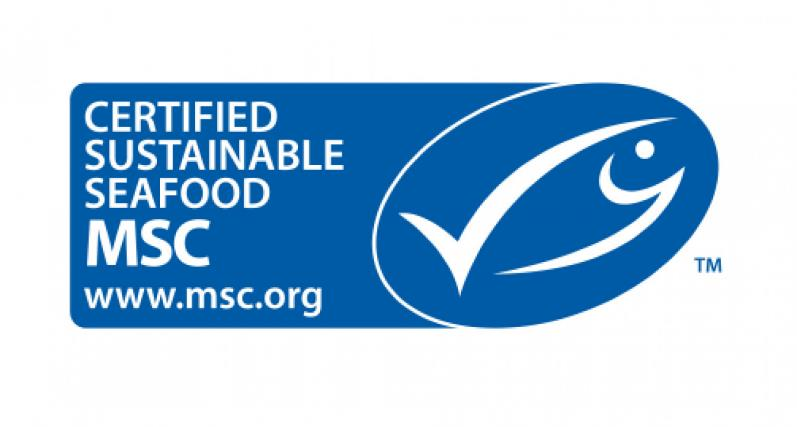 CERTIFIED
SUSTAINABLE
SEAFOOD
MSC
www.msc.org
TM